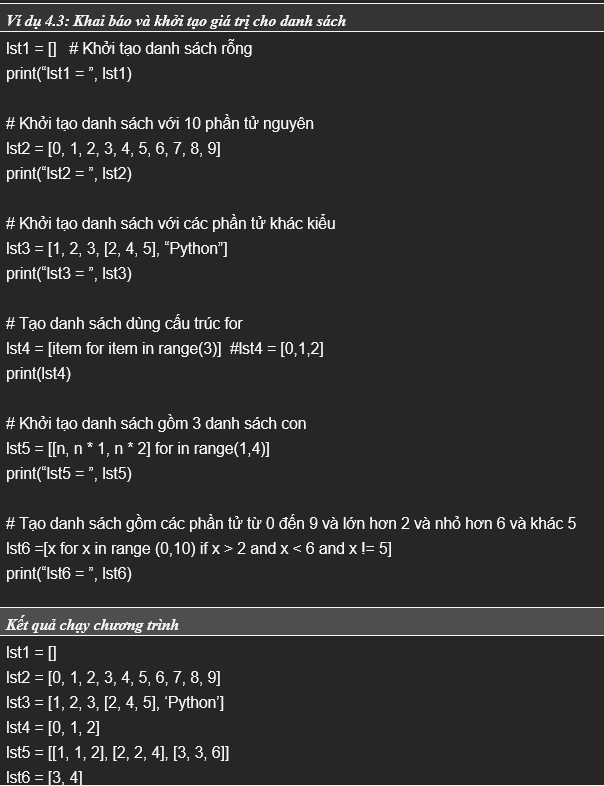 Ví dụ 4.3: Khai báo và khởi tạo giá trị cho danh sách
lst1 = [] # Khởi tạo danh sách rỗng
print(“lst1 = ”, lst1)
# Khởi tạo danh sách với 10 phần tử nguyên
lst2 = [0, 1, 2, 3, 4, 5, 6, 7, 8, 9]
print(“lst2 = ”, lst2)
# Khởi tạo danh sách với các phần tử khác kiểu
lst3 = [1, 2, 3, [2, 4, 5], “Python”]
print(“lst3 = ”, lst3)
# Tạo danh sách dùng cấu trúc for
lst4 = [item for item in range(3)] #lst4 = [0,1,2]
print(lst4)
# Khởi tạo danh sách gồm 3 danh sách con
lst5 = [[n, n * 1, n * 2] for in range(1,4)]
print(“lst5 = ”, lst5)
# Tạo danh sách gồm các phần tử từ 0 đến 9 và lớn hơn 2 và nhỏ hơn 6 và khác 5
lst6 =[x for x in range (0,10) if x > 2 and x < 6 and x != 5]
print(“lst6 = ”, lst6)
Kết quả chạy chương trình
lst1 = []
lst2 = [0, 1, 2, 3, 4, 5, 6, 7, 8, 9]
lst3 = [1, 2, 3, [2, 4, 5], ‘Python’]
lst4 = [0, 1, 2]
lst5 = [[1, 1, 2], [2, 2, 4], [3, 3, 6]]
lst6 = [3, 4]